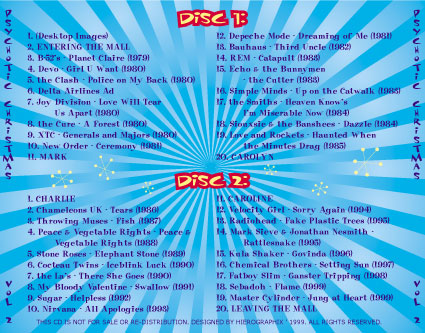 PSYCHOTIC CHRISTMAS VOL 2
DISC 1:
1. (Desktop Images)
2. ENTERING THE MALL
3. B-52's • Planet Claire (1979)
4. Devo • Girl U Want (1980)
5. the Clash • Police on My Back (1980)
6. Delta Airlines Ad
7. Joy Division • Love Will Tear
Us Apart (1980)
8. the Cure • A Forest (1980)
9. XTC • Generals and Majors (1980)
10. New Order • Ceremony (1981)
11. MARK
12. Depeche Mode • Dreaming of Me (1981)
13. Bauhaus • Third Uncle (1982)
14. REM • Catapult (1983)
15. Echo & the Bunnymen
• the Cutter (1983)
16. Simple Minds • Up on the Catwalk (1983)
17. the Smiths • Heaven Know's
I'm Miserable Now (1984)
18. Siouxsie & the Banshees • Dazzle (1984)
19. Love and Rockets • Haunted When
the Minutes Drag (1985)
20. CAROLYN
DISC 2:
1. CHARLIE
2. Chameleons UK • Tears (1986)
3. Throwing Muses • Fish (1987)
4. Peace & Vegetable Rights • Peace &
Vegetable Rights (1988)
5. Stone Roses • Elephant Stone (1989)
6. Cocteau Twins • Iceblink Luck (1990)
7. the La's • There She Goes (1990)
8. My Bloody Valentine • Swallow (1991)
9. Sugar • Helpless (1992)
10. Nirvana • All Apologies (1993)
11. CAROLINE
12. Velocity Girl • Sorry Again (1994)
13. Radiohead • Fake Plastic Trees (1995)
14. Mark Sieve & Jonathan Nesmith •
Rattlesnake (1995)
15. Kula Shaker • Govinda (1996)
16. Chemical Brothers • Setting Sun (1997)
17. Fatboy Slim • Ganster Tripping (1998)
18. Sebadoh • Flame (1999)
19. Master Cylinder • Jung at Heart (1999)
20. LEAVING THE MALL
THIS CD IS NOT FOR SALE OR RE-DISTRIBUTION. DESIGNED BY HIEROGRAPHIX • 1999. ALL RIGHTS RESERVED.
PSYCHOTIC CHRISTMAS VOL 2